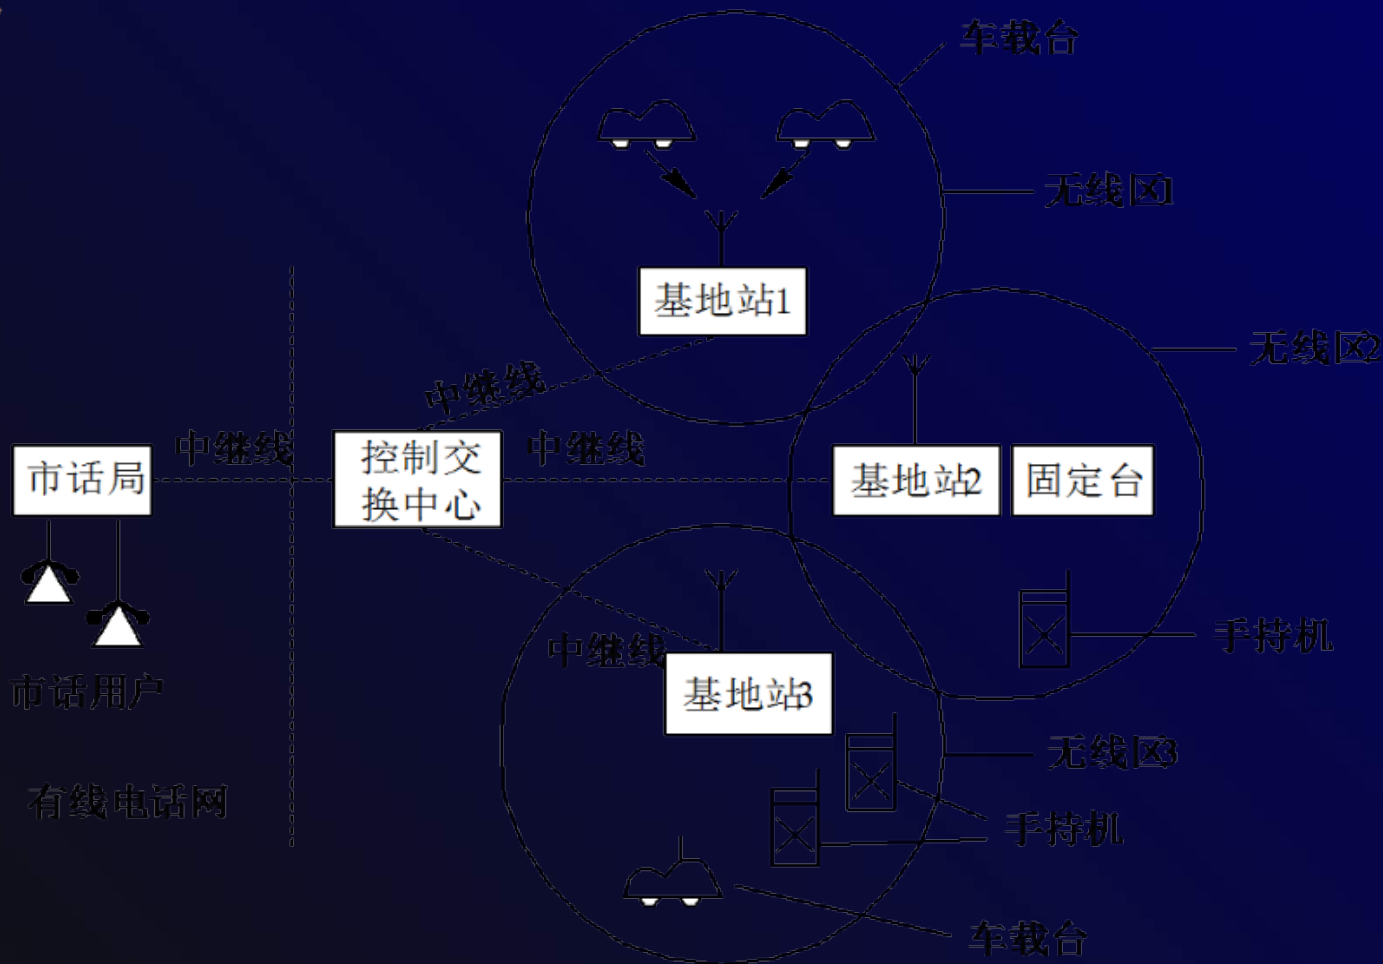 车载台
无线区1
基地站1
无线区2
中继线
中继线
中继线
市话局
控制交
换中心
基地站2
固定台
手持机
中继线
基地站3
市话用户
无线区3
有线电话网
手持机
车载台